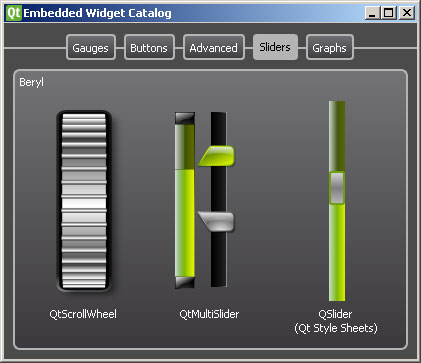 Qt Embedded Widget Catalog
Gauges Buttons Advanced Sliders Graphs
Beryl
QtScrollWheel QtMultiSlider QSlider
(Qt Style Sheets)